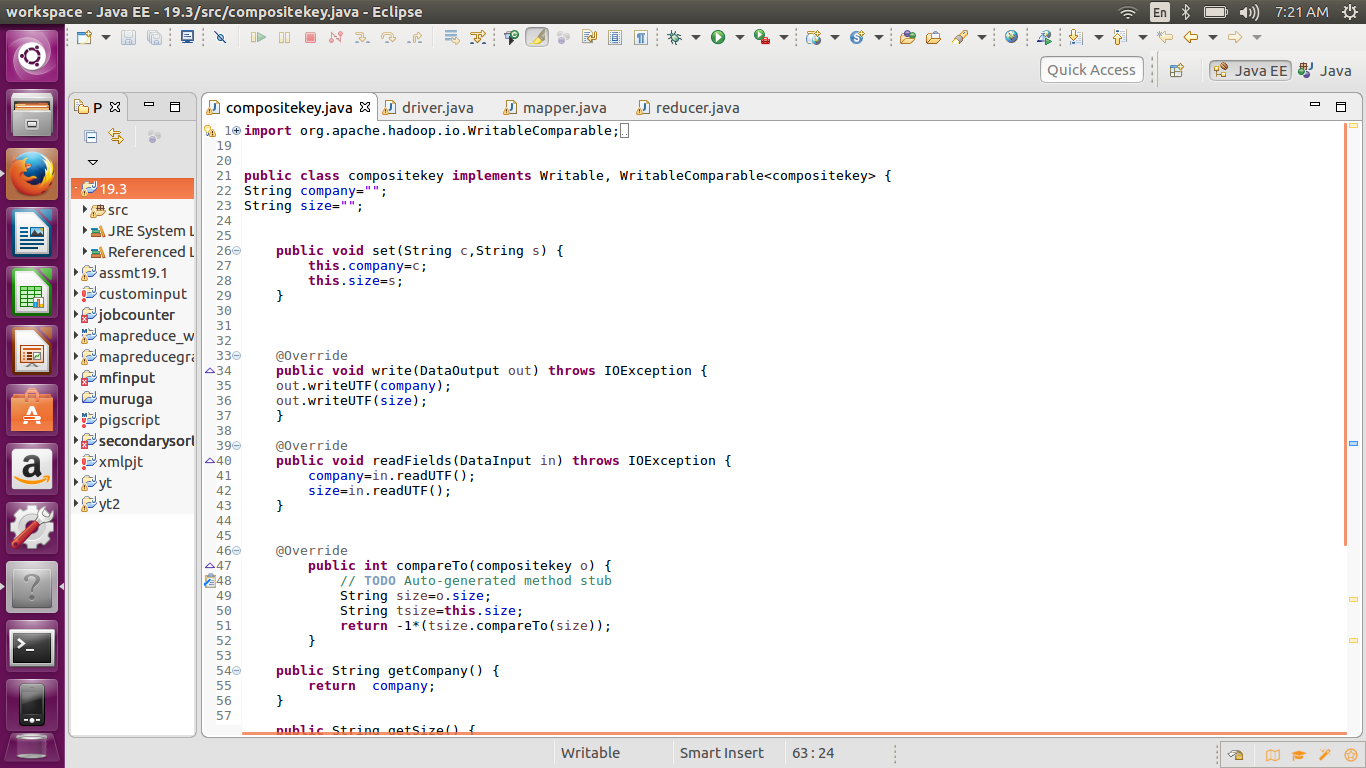 workspace - Java EE - 19.3/src/compositekey.java - Eclipse
En
7:21 AM
Quick Access
Java EE
Java
P
compositekey.java
driver.java
mapper.java
reducer.java
19.3
src
JRE System L
Referenced L
assmt19.1
custominput
jobcounter
mapreduce_w
mapreducegra
mfinput
muruga
pigscript
secondarysort
xmlpjt
yt
yt2
1 import org.apache.hadoop.io.WritableComparable;
19
20
21 public class compositekey implements Writable, WritableComparable<compositekey> {
22 String company="";
23 String size="";
24
25
26 public void set(String c,String s) {
27 this.company=c;
28 this.size=s;
29 }
30
31
32
33 @Override
34 public void write(DataOutput out) throws IOException {
35 out.writeUTF(company);
36 out.writeUTF(size);
37 }
38
39 @Override
40 public void readFields(DataInput in) throws IOException {
41 company=in.readUTF();
42 size=in.readUTF();
43 }
44
45
46 @Override
47 public int compareTo(compositekey o) {
48 // TODO Auto-generated method stub
49 String size=o.size;
50 String tsize=this.size;
51 return -1*(tsize.compareTo(size));
52 }
53
54 public String getCompany() {
55 return  company;
56 }
57
public String getSize() {
Writable
Smart Insert
63 : 24